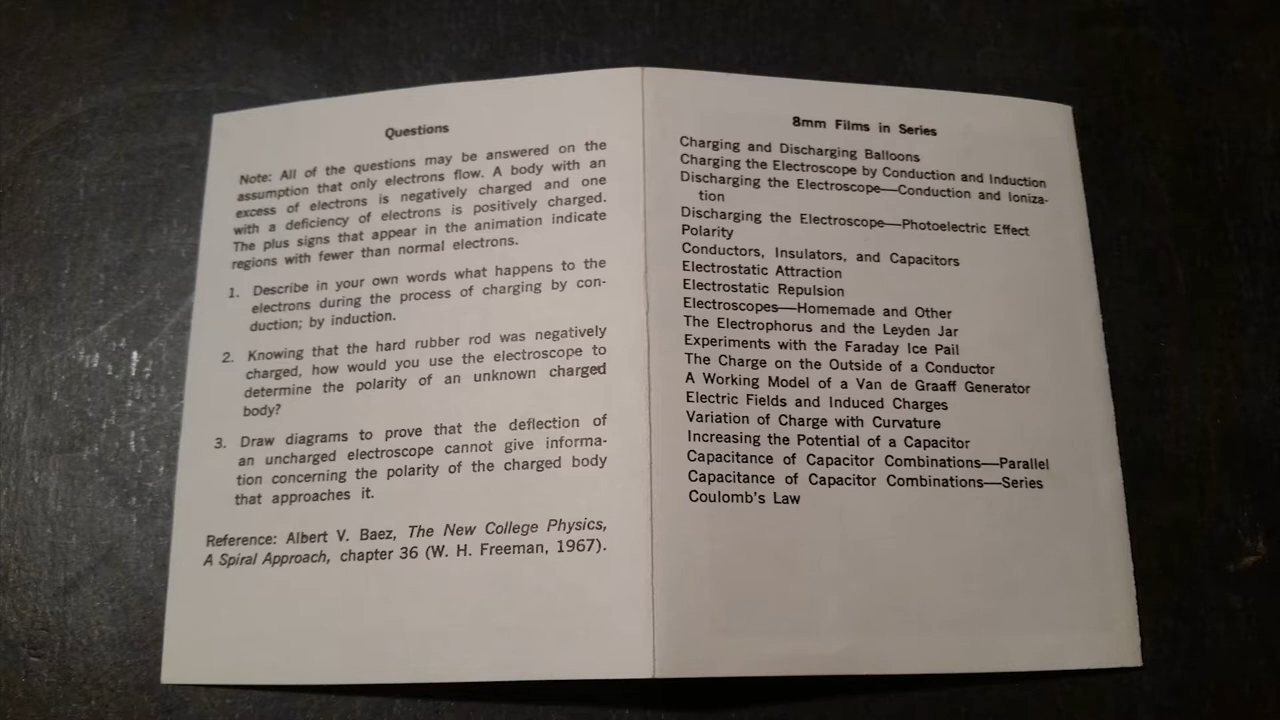 Questions
Note: All of the questions may be answered on the
assumption that only electrons flow. A body with an
excess of electrons is negatively charged and one
with a deficiency of electrons is positively charged.
The plus signs that appear in the animation indicate
regions with fewer than normal electrons.
1. Describe in your own words what happens to the
electrons during the process of charging by con-
duction; by induction.
2. Knowing that the hard rubber rod was negatively
charged, how would you use the electroscope to
determine the polarity of an unknown charged
body?
3. Draw diagrams to prove that the deflection of
an uncharged electroscope cannot give informa-
tion concerning the polarity of the charged body
that approaches it.
Reference: Albert V. Baez, The New College Physics,
A Spiral Approach, chapter 36 (W. H. Freeman, 1967).
8mm Films in Series
Charging and Discharging Balloons
Charging the Electroscope by Conduction and Induction
Discharging the Electroscope—Conduction and Ioniza-
tion
Discharging the Electroscope—Photoelectric Effect
Polarity
Conductors, Insulators, and Capacitors
Electrostatic Attraction
Electrostatic Repulsion
Electroscopes—Homemade and Other
The Electrophorus and the Leyden Jar
Experiments with the Faraday Ice Pail
The Charge on the Outside of a Conductor
A Working Model of a Van de Graaff Generator
Electric Fields and Induced Charges
Variation of Charge with Curvature
Increasing the Potential of a Capacitor
Capacitance of Capacitor Combinations—Parallel
Capacitance of Capacitor Combinations—Series
Coulomb's Law